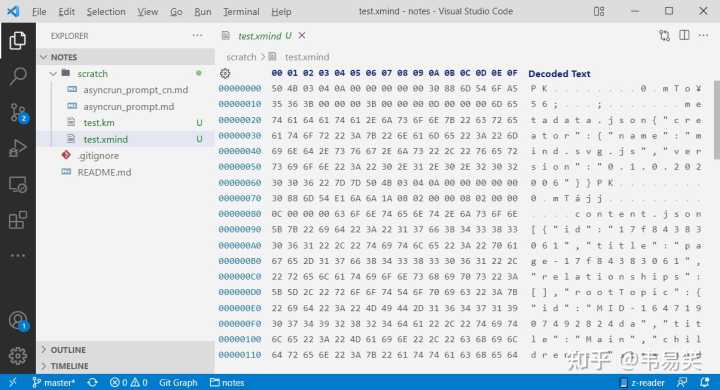 File Edit Selection View Go Run Terminal Help test.xmind - notes - Visual Studio Code
EXPLORER
NOTES
scratch
asyncrun_prompt_cn.md
asyncrun_prompt.md
test.km U
test.xmind U
.gitignore
README.md
OUTLINE
TIMELINE
2
1
test.xmind U
scratch > test.xmind
00 01 02 03 04 05 06 07 08 09 0A 0B 0C 0D 0E 0F Decoded Text
00000000 50 4B 03 04 0A 00 00 00 00 00 30 88 6D 54 6F A5 P K . . . . . . . . 0 . m T o ¥
00000010 35 36 3B 00 00 00 3B 00 00 00 0D 00 00 00 6D 65 5 6 ; . . . ; . . . . . . . m e
00000020 74 61 64 61 74 61 2E 6A 73 6F 6E 7B 22 63 72 65 t a d a t a . j s o n { " c r e
00000030 61 74 6F 72 22 3A 7B 22 6E 61 6D 65 22 3A 22 6D a t o r " : { " n a m e " : " m
00000040 69 6E 64 2E 73 76 67 2E 6A 73 22 2C 22 76 65 72 i n d . s v g . j s " , " v e r
00000050 73 69 6F 6E 22 3A 22 30 2E 31 2E 30 2E 32 30 32 s i o n " : " 0 . 1 . 0 . 2 0 2
00000060 30 30 36 22 7D 7D 50 4B 03 04 0A 00 00 00 00 00 0 0 6 " } } P K . . . . . . . .
00000070 30 88 6D 54 E1 6A 6A 1A 08 02 00 00 08 02 00 00 0 . m T á j j . . . . . . . . .
00000080 0C 00 00 00 63 6F 6E 74 65 6E 74 2E 6A 73 6F 6E . . . . c o n t e n t . j s o n
00000090 5B 7B 22 69 64 22 3A 22 31 37 66 38 34 33 38 33 [ { " i d " : " 1 7 f 8 4 3 8 3
000000A0 30 36 31 22 2C 22 74 69 74 6C 65 22 3A 22 70 61 0 6 1 " , " t i t l e " : " p a
000000B0 67 65 2D 31 37 66 38 34 33 38 33 30 36 31 22 2C g e - 1 7 f 8 4 3 8 3 0 6 1 " ,
000000C0 22 72 65 6C 61 74 69 6F 6E 73 68 69 70 73 22 3A " r e l a t i o n s h i p s " :
000000D0 5B 5D 2C 22 72 6F 6F 74 54 6F 70 69 63 22 3A 7B [ ] , " r o o t T o p i c " : {
000000E0 22 69 64 22 3A 22 4D 49 44 2D 31 36 34 37 31 39 " i d " : " M I D - 1 6 4 7 1 9
000000F0 30 37 34 39 32 38 32 34 64 61 22 2C 22 74 69 74 0 7 4 9 2 8 2 4 d a " , " t i t
00000100 6C 65 22 3A 22 4D 61 69 6E 22 2C 22 63 68 69 6C l e " : " M a i n " , " c h i l
00000110 64 72 65 6E 22 3A 7B 22 61 74 74 61 63 68 65 64 d r e n
知乎 @韦易笑
master* 0 0 Git Graph notes z-reader